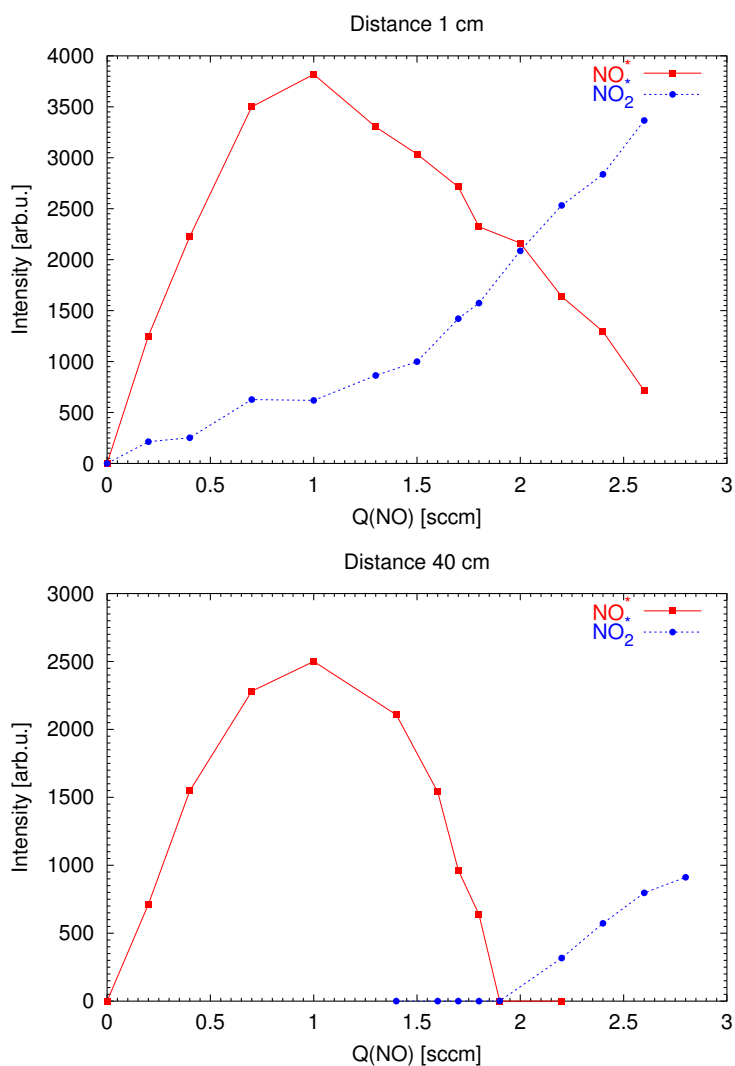 Distance 1 cm
4000
3500
3000
2500
2000
1500
1000
500
0
Intensity [arb.u.]
NO*
NO2*
0 0.5 1 1.5 2 2.5 3
Q(NO) [sccm]
Distance 40 cm
3000
2500
2000
1500
1000
500
0
Intensity [arb.u.]
NO*
NO2*
0 0.5 1 1.5 2 2.5 3
Q(NO) [sccm]